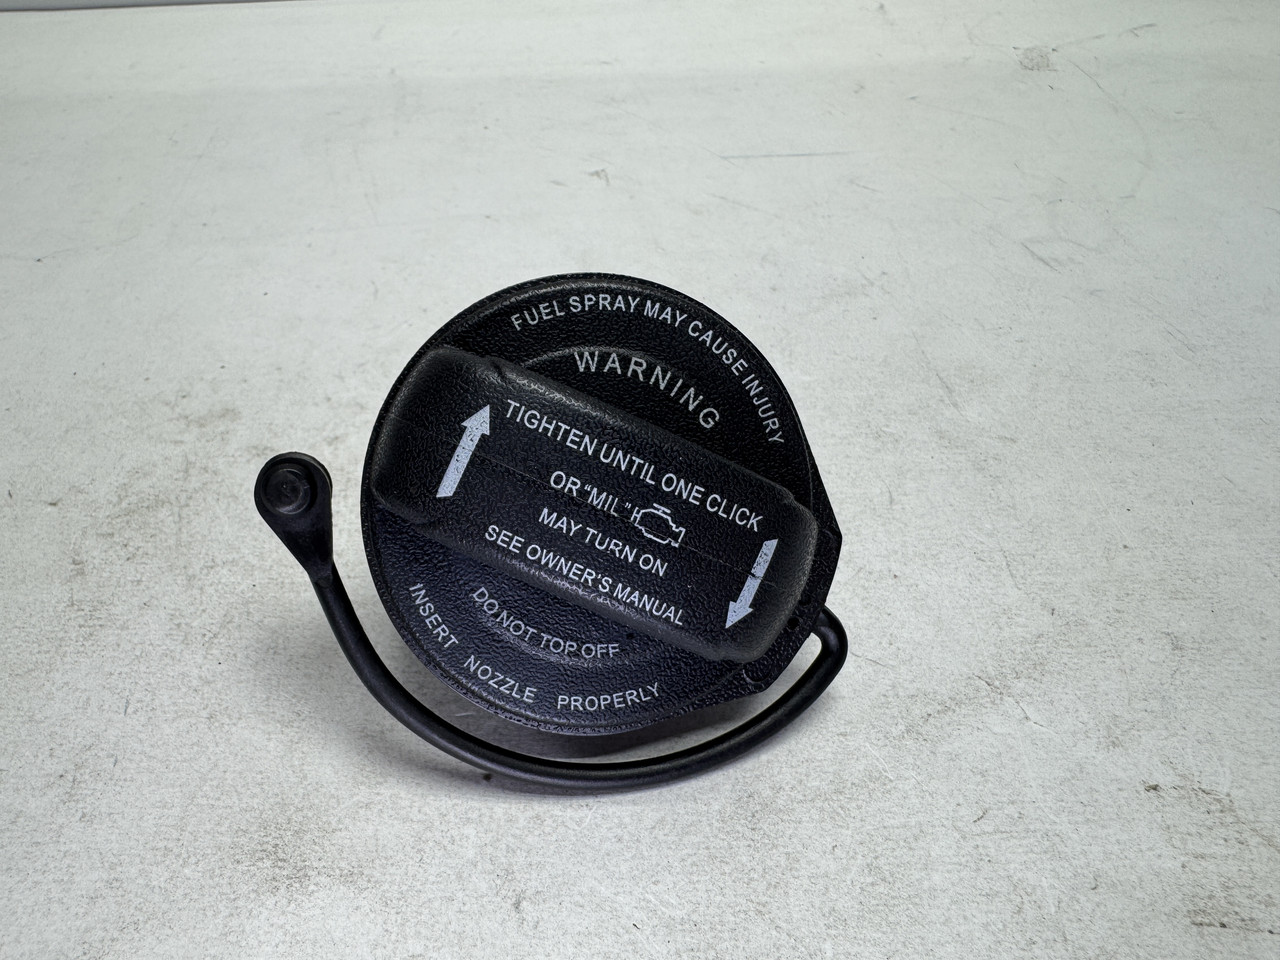 FUEL SPRAY MAY CAUSE INJURY
WARNING
TIGHTEN UNTIL ONE CLICK
OR "MIL"
MAY TURN ON
SEE OWNER'S MANUAL
DO NOT TOP OFF
INSERT NOZZLE PROPERLY